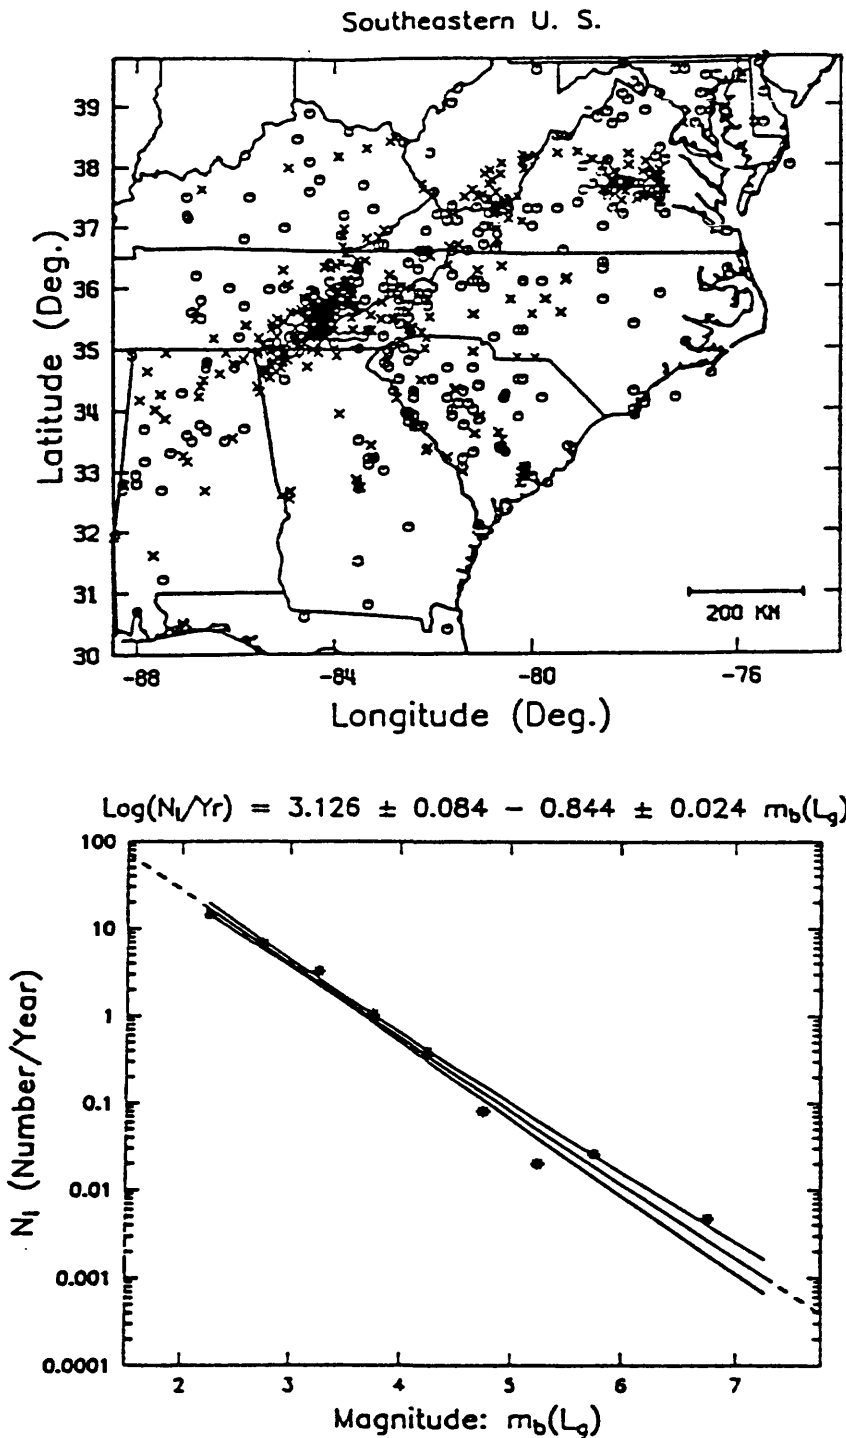 Southeastern U. S.
39
38
37
36
35
34
33
32
31
30
Latitude (Deg.)
200 KM
-88 -84 -80 -76
Longitude (Deg.)
Log(N_I/Yr) = 3.126 ± 0.084 − 0.844 ± 0.024 m_b(L_g)
100
10
1
0.1
0.01
0.001
0.0001
N_I (Number/Year)
2 3 4 5 6 7
Magnitude: m_b(L_g)